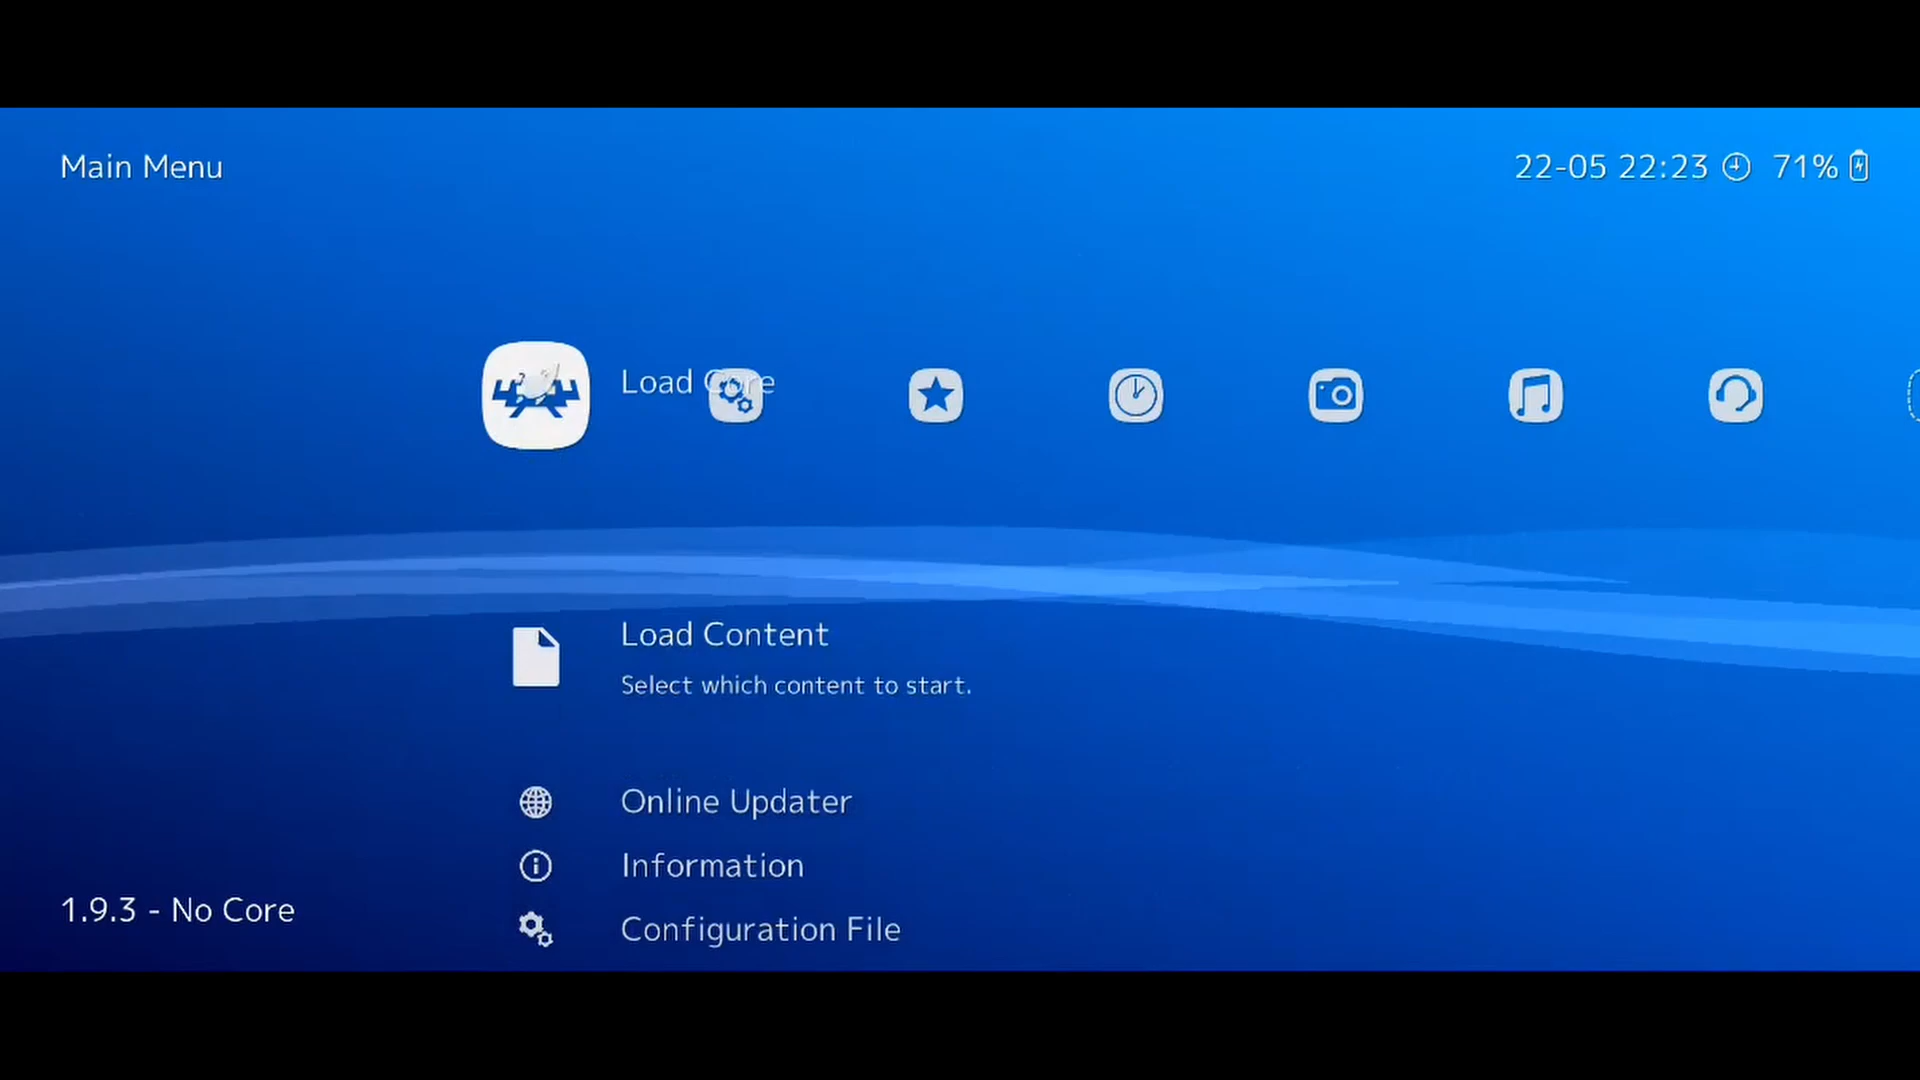 Main Menu
22-05 22:23 71%
Load Core
Load Content
Select which content to start.
Online Updater
Information
1.9.3 - No Core
Configuration File